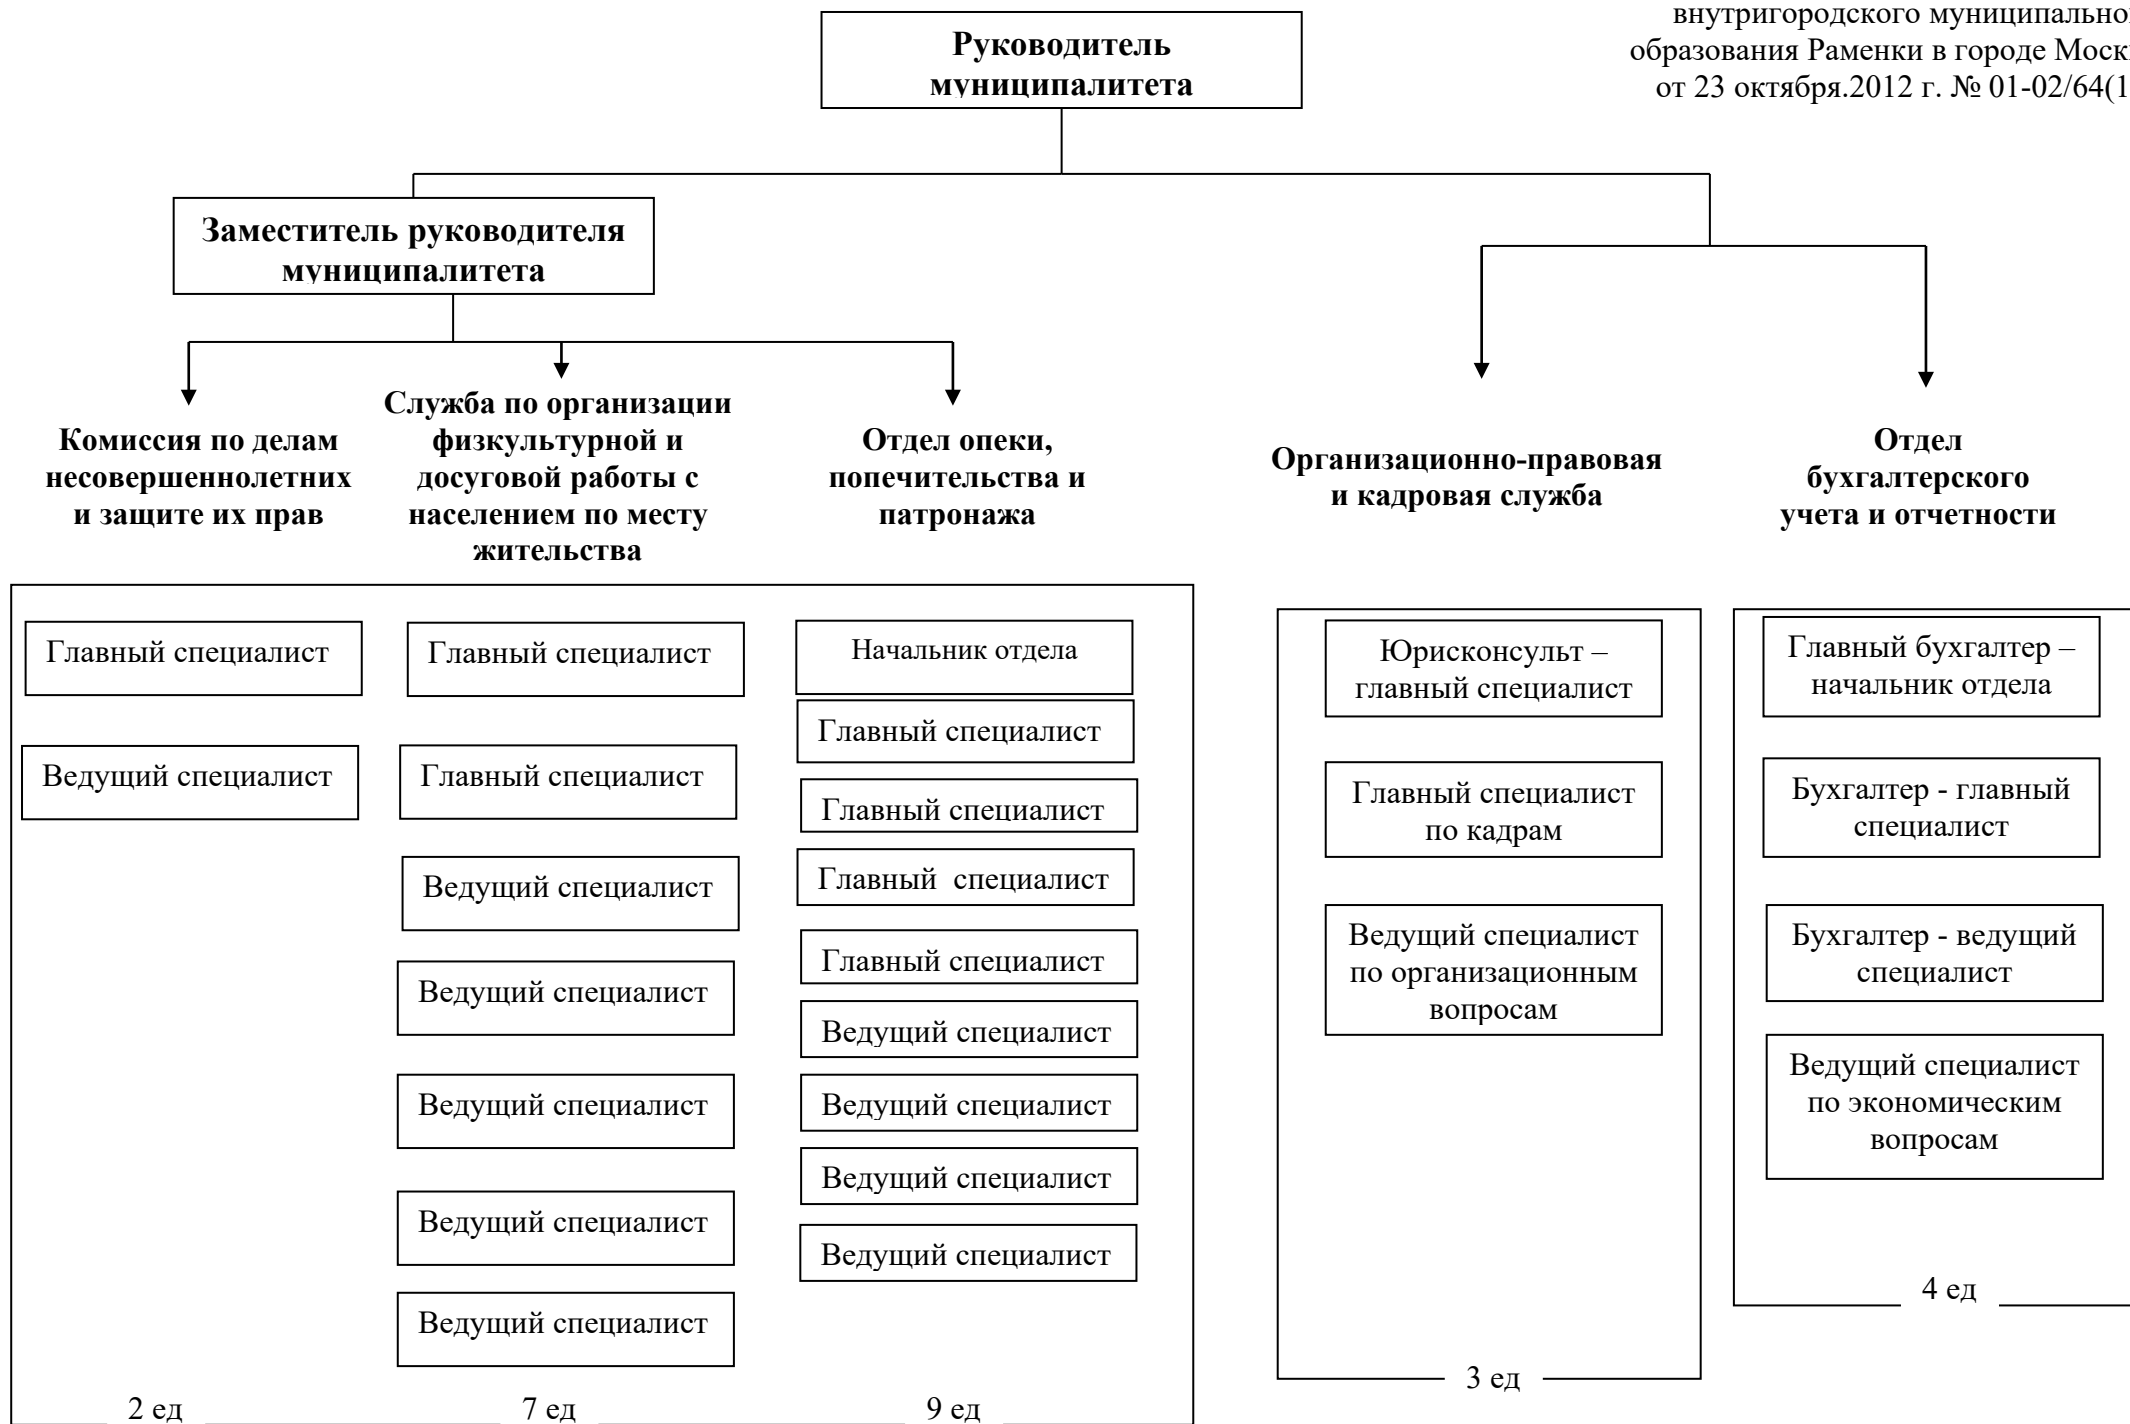 внутригородского муниципально
образования Раменки в городе Моск
от 23 октября.2012 г. № 01-02/64(1
Руководитель
муниципалитета
Заместитель руководителя
муниципалитета
Комиссия по делам
несовершеннолетних
и защите их прав
Служба по организации
физкультурной и
досуговой работы с
населением по месту
жительства
Отдел опеки,
попечительства и
патронажа
Организационно-правовая
и кадровая служба
Отдел
бухгалтерского
учета и отчетности
Главный специалист
Ведущий специалист
2 ед
Главный специалист
Главный специалист
Ведущий специалист
Ведущий специалист
Ведущий специалист
Ведущий специалист
Ведущий специалист
7 ед
Начальник отдела
Главный специалист
Главный специалист
Главный  специалист
Главный специалист
Ведущий специалист
Ведущий специалист
Ведущий специалист
Ведущий специалист
9 ед
Юрисконсульт –
главный специалист
Главный специалист
по кадрам
Ведущий специалист
по организационным
вопросам
3 ед
Главный бухгалтер –
начальник отдела
Бухгалтер - главный
специалист
Бухгалтер - ведущий
специалист
Ведущий специалист
по экономическим
вопросам
4 ед